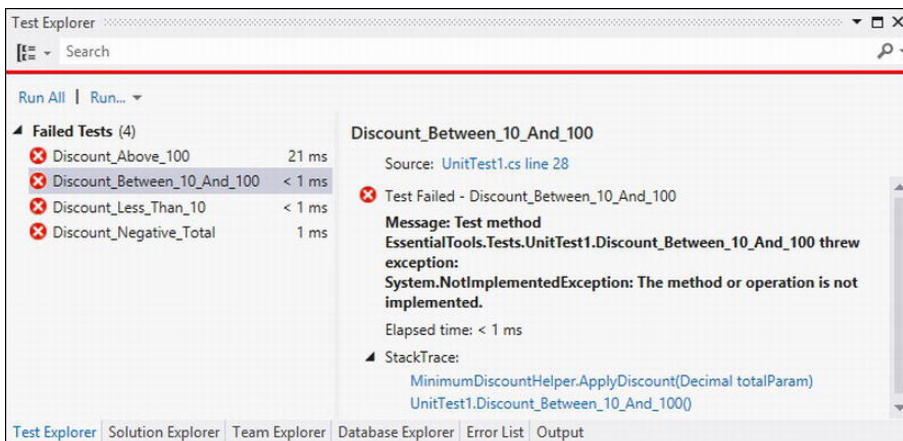 Test Explorer
Search
Run All | Run...
Failed Tests (4)
Discount_Above_100 21 ms
Discount_Between_10_And_100 < 1 ms
Discount_Less_Than_10 < 1 ms
Discount_Negative_Total 1 ms
Discount_Between_10_And_100
Source: UnitTest1.cs line 28
Test Failed - Discount_Between_10_And_100
Message: Test method
EssentialTools.Tests.UnitTest1.Discount_Between_10_And_100 threw
exception:
System.NotImplementedException: The method or operation is not
implemented.
Elapsed time: < 1 ms
StackTrace:
MinimumDiscountHelper.ApplyDiscount(Decimal totalParam)
UnitTest1.Discount_Between_10_And_100()
Test Explorer Solution Explorer Team Explorer Database Explorer Error List Output